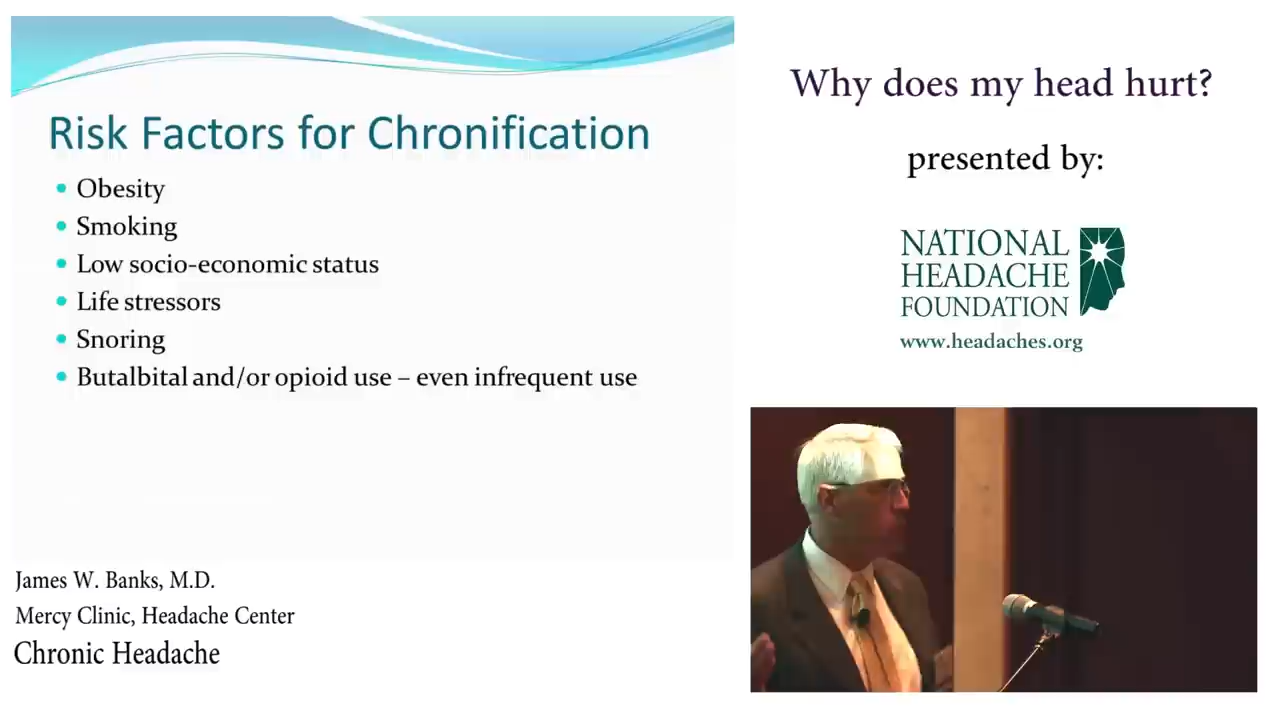 Risk Factors for Chronification
Obesity
Smoking
Low socio-economic status
Life stressors
Snoring
Butalbital and/or opioid use – even infrequent use
James W. Banks, M.D.
Mercy Clinic, Headache Center
Chronic Headache
Why does my head hurt?
presented by:
NATIONAL
HEADACHE
FOUNDATION
www.headaches.org